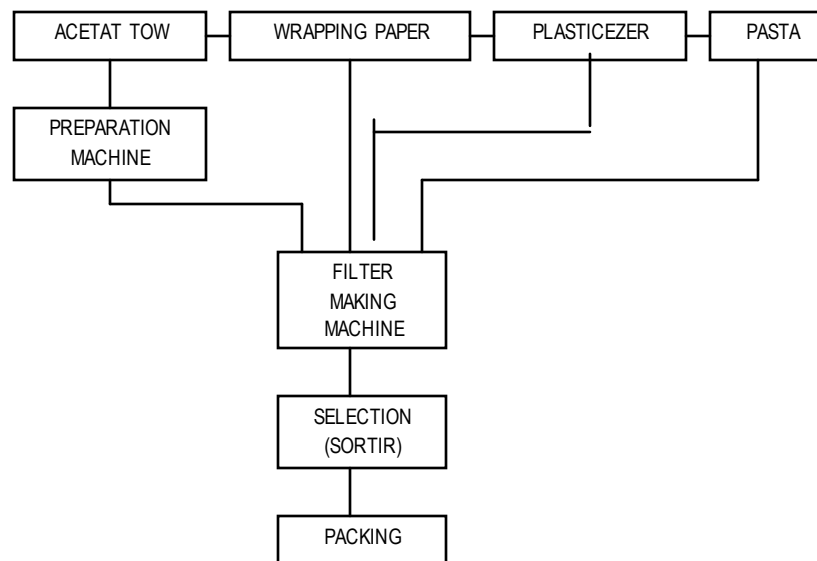 ACETAT TOW
WRAPPING PAPER
PLASTICEZER
PASTA
PREPARATION
MACHINE
FILTER
MAKING
MACHINE
SELECTION
(SORTIR)
PACKING